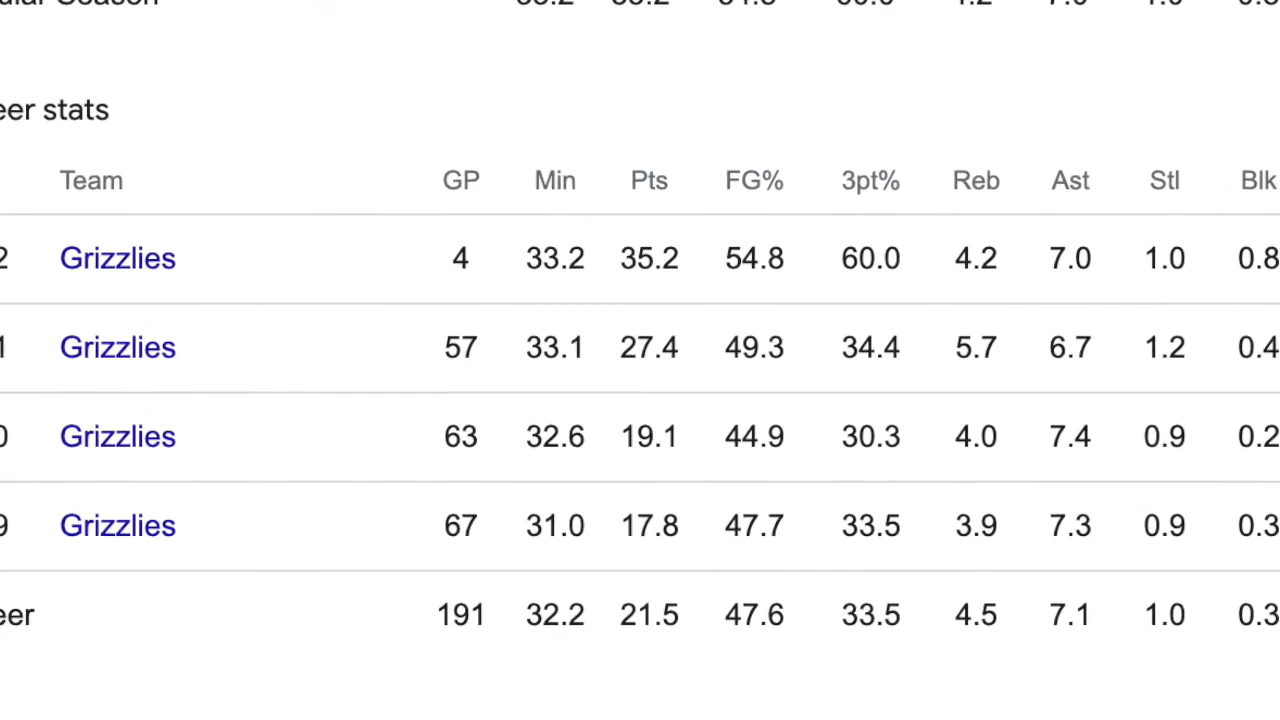 eer stats
Team GP Min Pts FG% 3pt% Reb Ast Stl Blk
2 Grizzlies 4 33.2 35.2 54.8 60.0 4.2 7.0 1.0 0.8
1 Grizzlies 57 33.1 27.4 49.3 34.4 5.7 6.7 1.2 0.4
0 Grizzlies 63 32.6 19.1 44.9 30.3 4.0 7.4 0.9 0.2
9 Grizzlies 67 31.0 17.8 47.7 33.5 3.9 7.3 0.9 0.3
eer 191 32.2 21.5 47.6 33.5 4.5 7.1 1.0 0.3